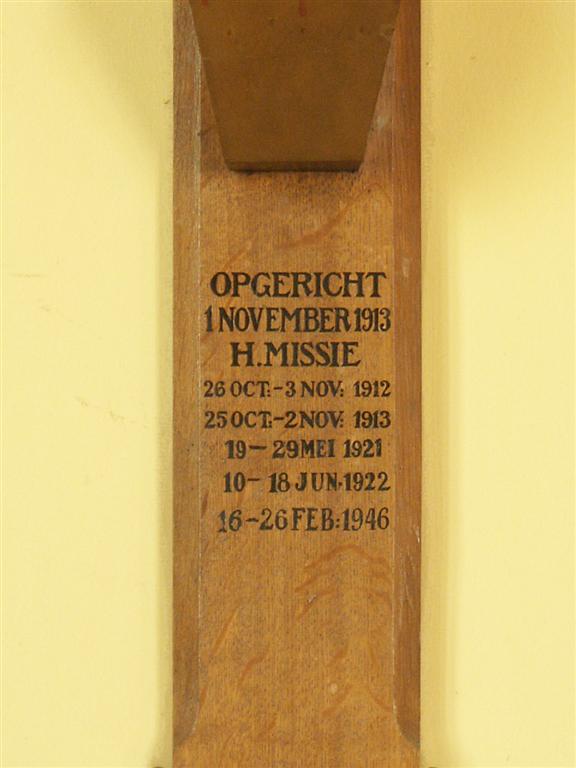 OPGERICHT
1 NOVEMBER 1913
H. MISSIE
26 OCT:-3 NOV: 1912
25 OCT:-2 NOV: 1913
19-29 MEI 1921
10-18 JUN. 1922
16-26 FEB: 1946